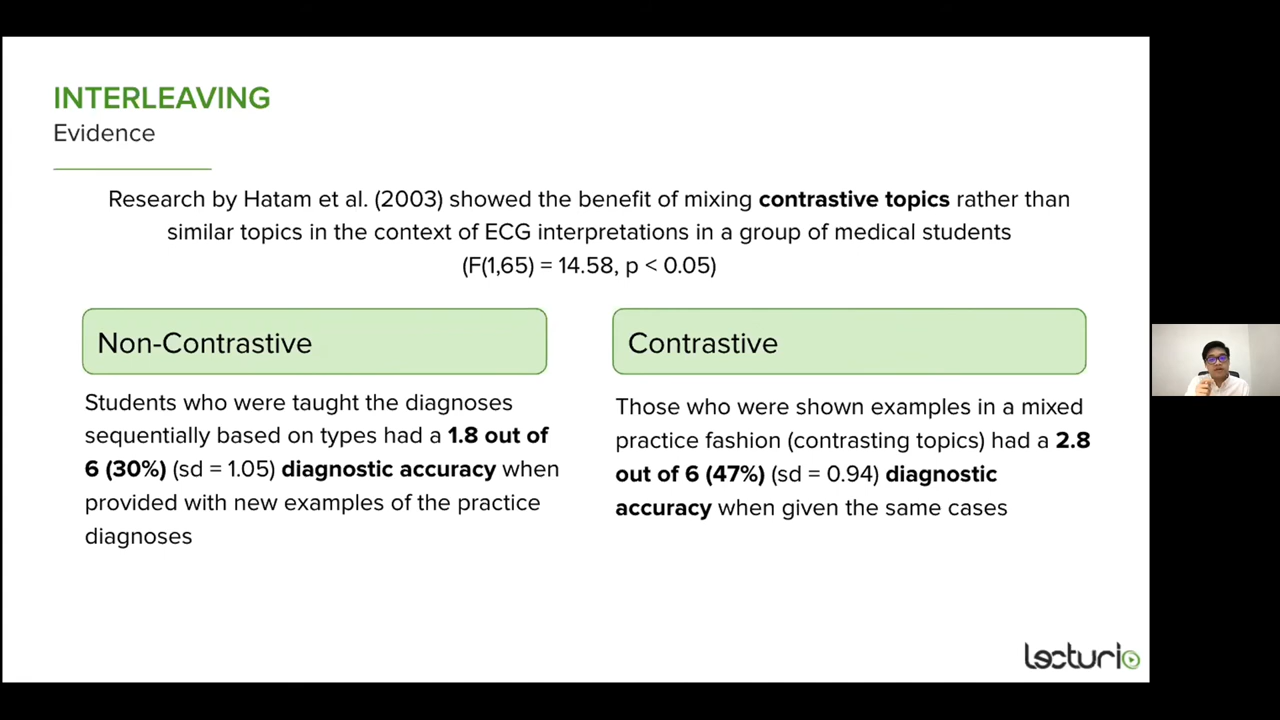 INTERLEAVING
Evidence
Research by Hatam et al. (2003) showed the benefit of mixing contrastive topics rather than
similar topics in the context of ECG interpretations in a group of medical students
(F(1,65) = 14.58, p < 0.05)
Non-Contrastive
Students who were taught the diagnoses
sequentially based on types had a 1.8 out of
6 (30%) (sd = 1.05) diagnostic accuracy when
provided with new examples of the practice
diagnoses
Contrastive
Those who were shown examples in a mixed
practice fashion (contrasting topics) had a 2.8
out of 6 (47%) (sd = 0.94) diagnostic
accuracy when given the same cases
lecturio